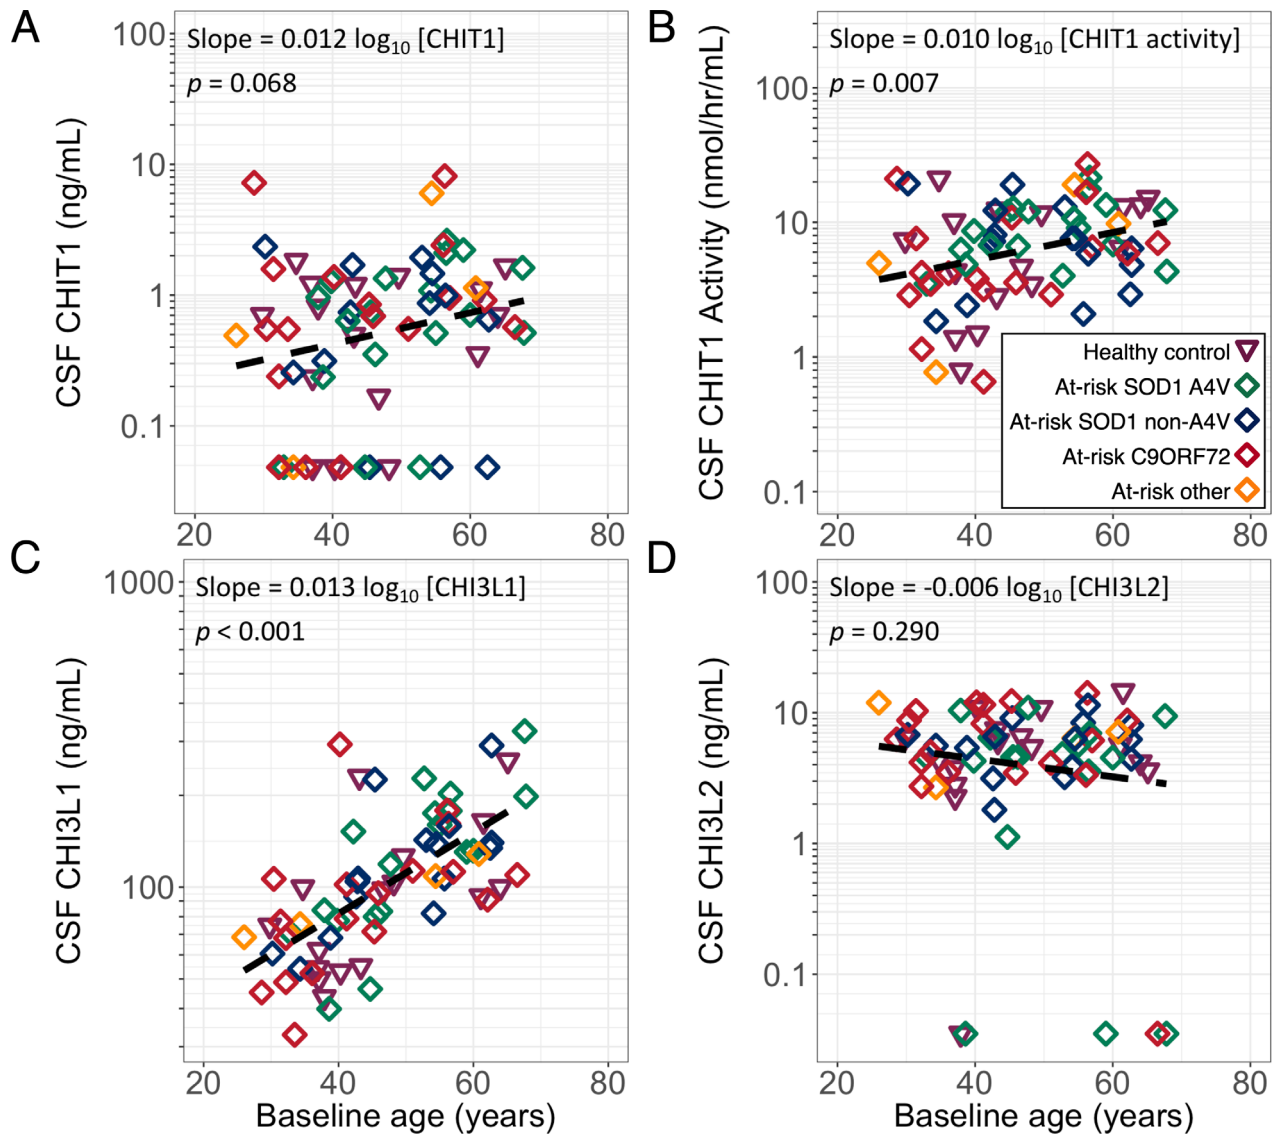 A
Slope = 0.012 log10 [CHIT1]
p = 0.068
CSF CHIT1 (ng/mL)
100
10
1
0.1
20 40 60 80
B
Slope = 0.010 log10 [CHIT1 activity]
p = 0.007
CSF CHIT1 Activity (nmol/hr/mL)
100
10
1
0.1
Healthy control
At-risk SOD1 A4V
At-risk SOD1 non-A4V
At-risk C9ORF72
At-risk other
20 40 60 80
C
Slope = 0.013 log10 [CHI3L1]
p < 0.001
CSF CHI3L1 (ng/mL)
1000
100
20 40 60 80
Baseline age (years)
D
Slope = -0.006 log10 [CHI3L2]
p = 0.290
CSF CHI3L2 (ng/mL)
100
10
1
0.1
20 40 60 80
Baseline age (years)